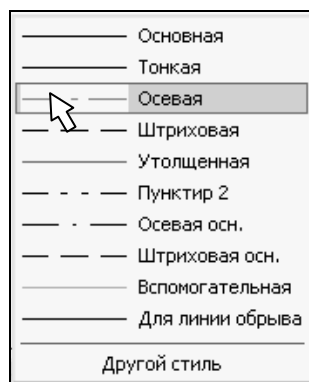 Основная
Тонкая
Осевая
Штриховая
Утолщенная
Пунктир 2
Осевая осн.
Штриховая осн.
Вспомогательная
Для линии обрыва
Другой стиль